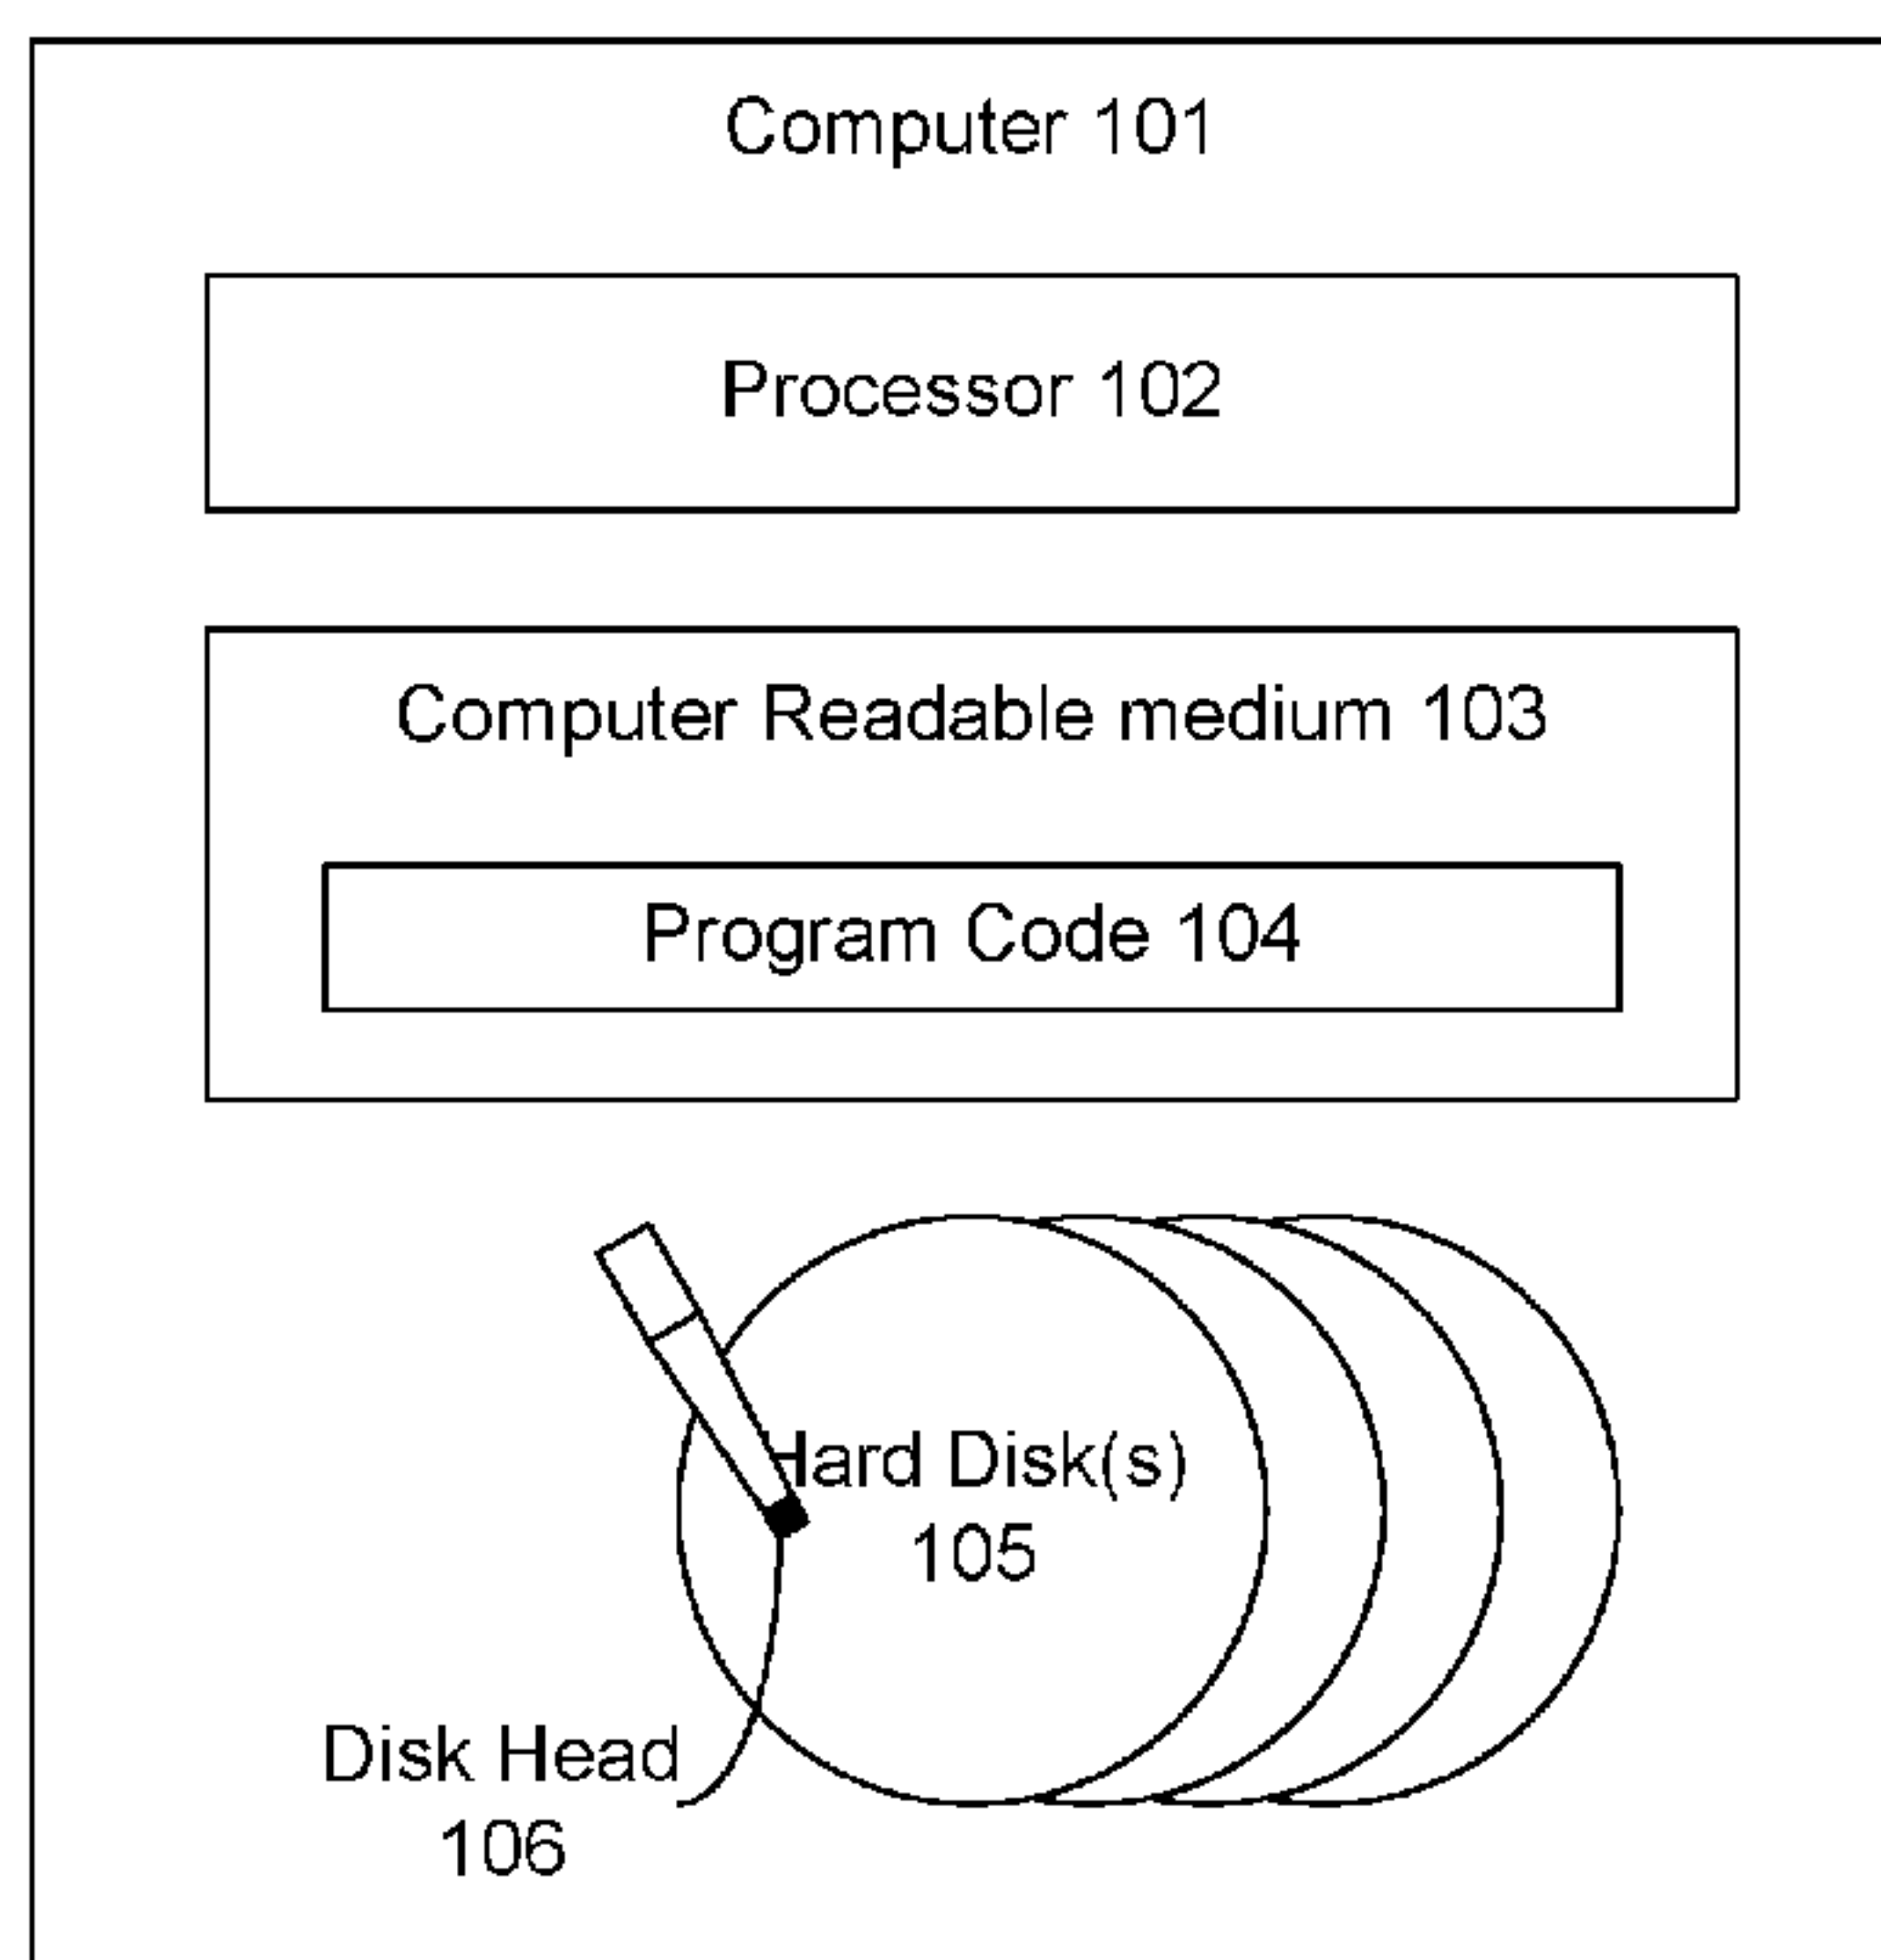 Computer 101
Processor 102
Computer Readable medium 103
Program Code 104
Hard Disk(s)
105
Disk Head
106